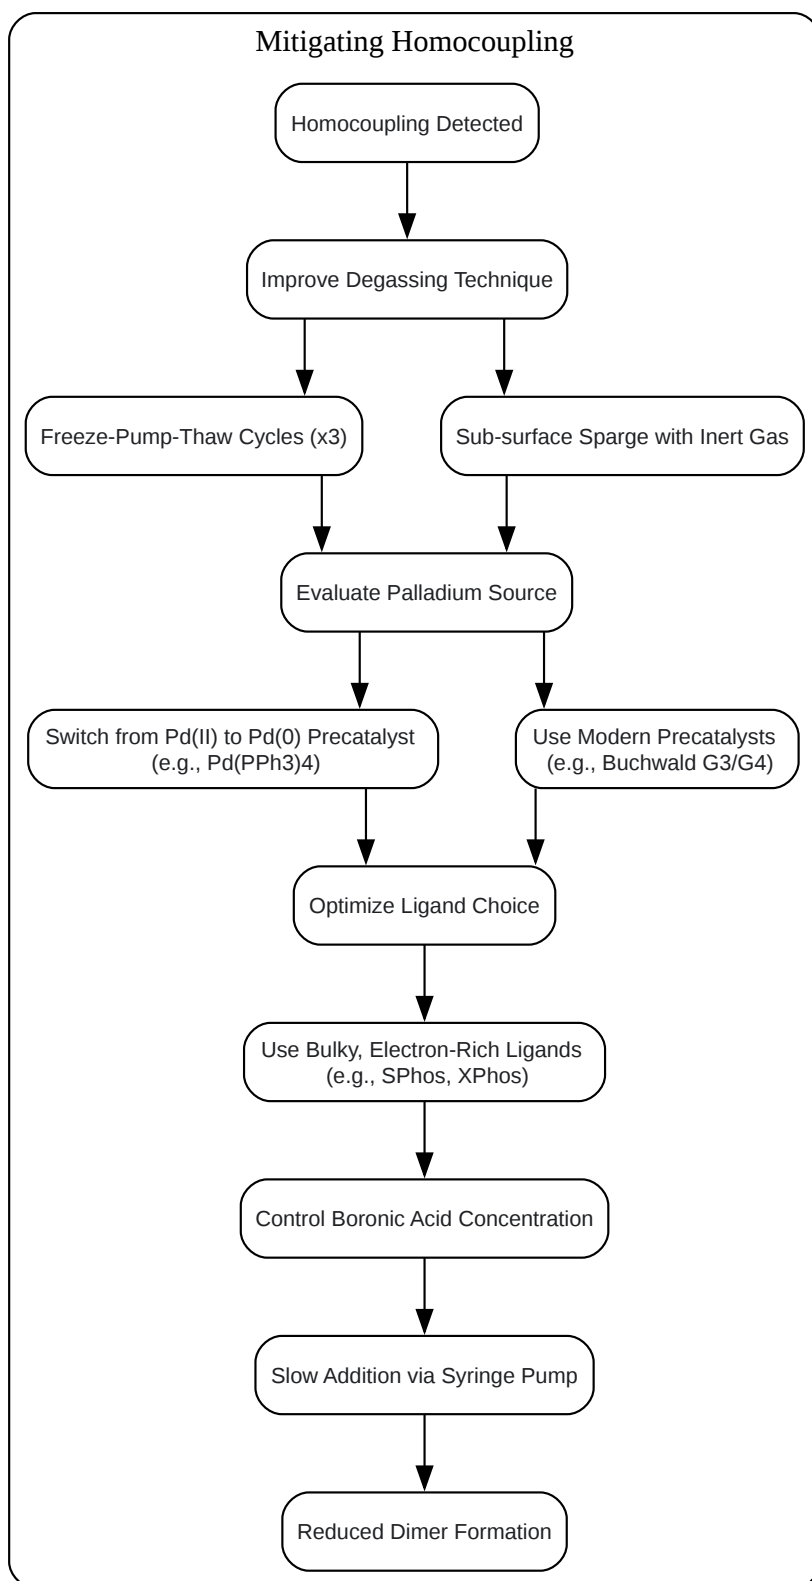 Mitigating Homocoupling
Homocoupling Detected
Improve Degassing Technique
Freeze-Pump-Thaw Cycles (x3)
Sub-surface Sparge with Inert Gas
Evaluate Palladium Source
Switch from Pd(II) to Pd(0) Precatalyst
(e.g., Pd(PPh3)4)
Use Modern Precatalysts
(e.g., Buchwald G3/G4)
Optimize Ligand Choice
Use Bulky, Electron-Rich Ligands
(e.g., SPhos, XPhos)
Control Boronic Acid Concentration
Slow Addition via Syringe Pump
Reduced Dimer Formation